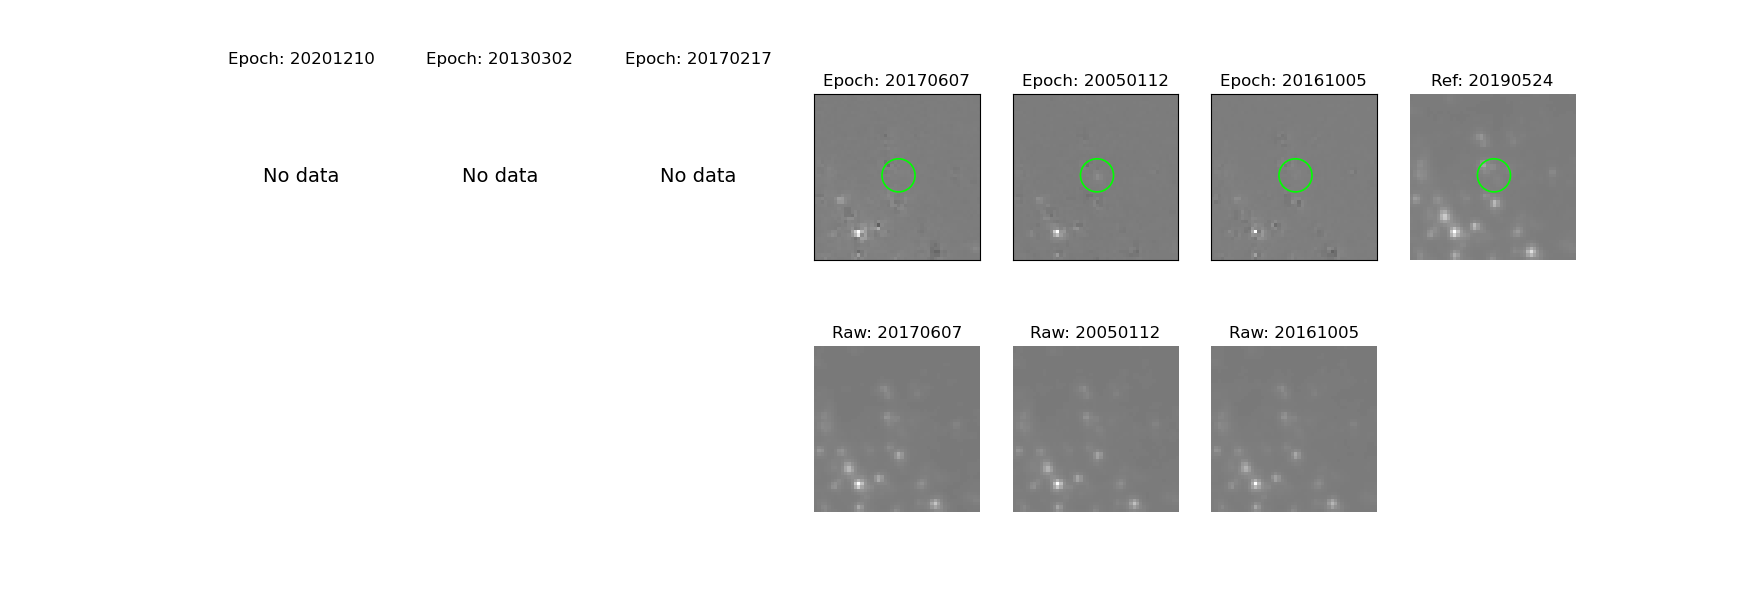 Epoch: 20201210
Epoch: 20130302
Epoch: 20170217
Epoch: 20170607
Epoch: 20050112
Epoch: 20161005
Ref: 20190524
No data
No data
No data
Raw: 20170607
Raw: 20050112
Raw: 20161005